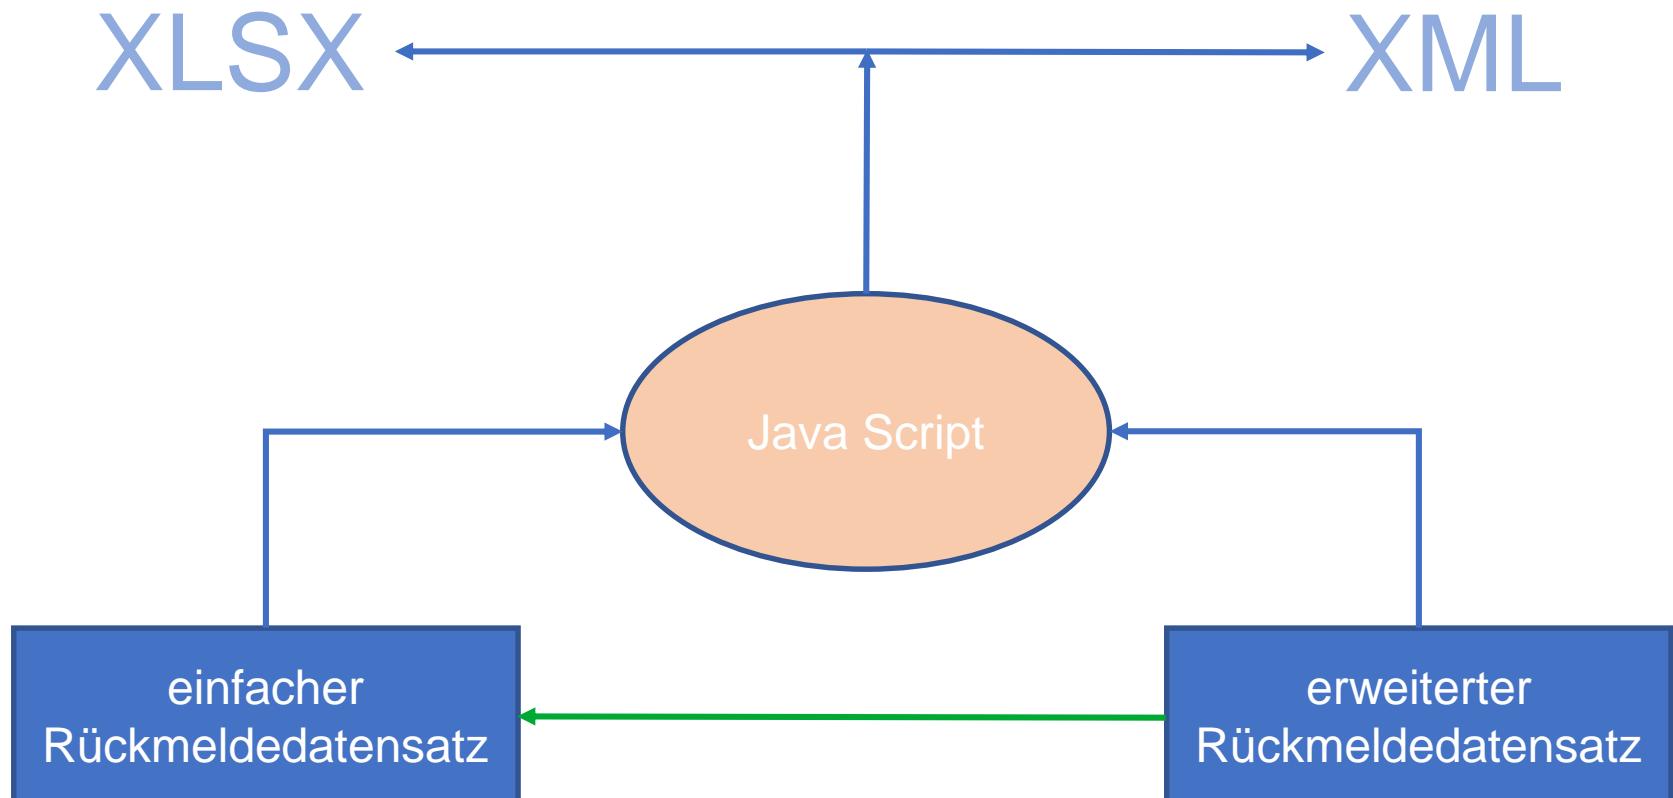 XLSX
XML
Java Script
einfacher
Rückmeldedatensatz
erweiterter
Rückmeldedatensatz